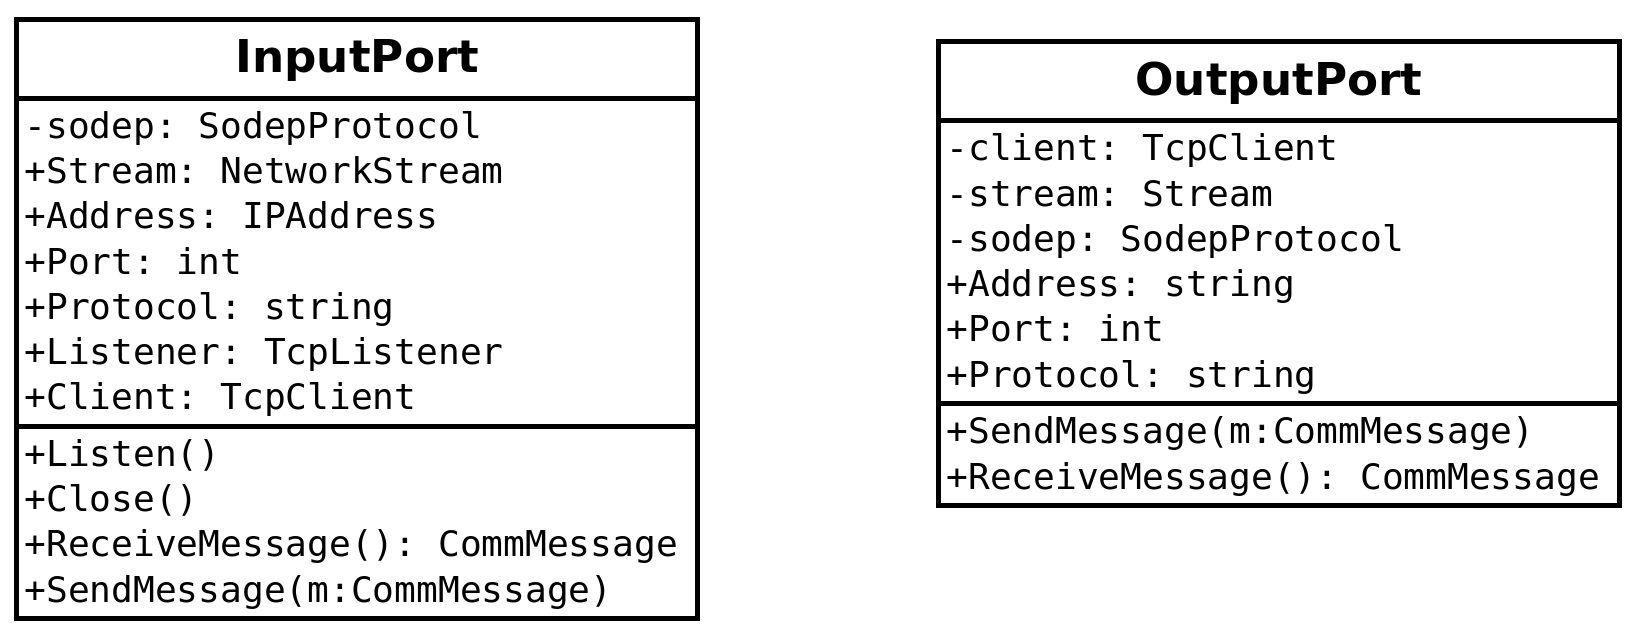 InputPort
-sodep: SodepProtocol
+Stream: NetworkStream
+Address: IPAddress
+Port: int
+Protocol: string
+Listener: TcpListener
+Client: TcpClient
+Listen()
+Close()
+ReceiveMessage(): CommMessage
+SendMessage(m:CommMessage)
OutputPort
-client: TcpClient
-stream: Stream
-sodep: SodepProtocol
+Address: string
+Port: int
+Protocol: string
+SendMessage(m:CommMessage)
+ReceiveMessage(): CommMessage